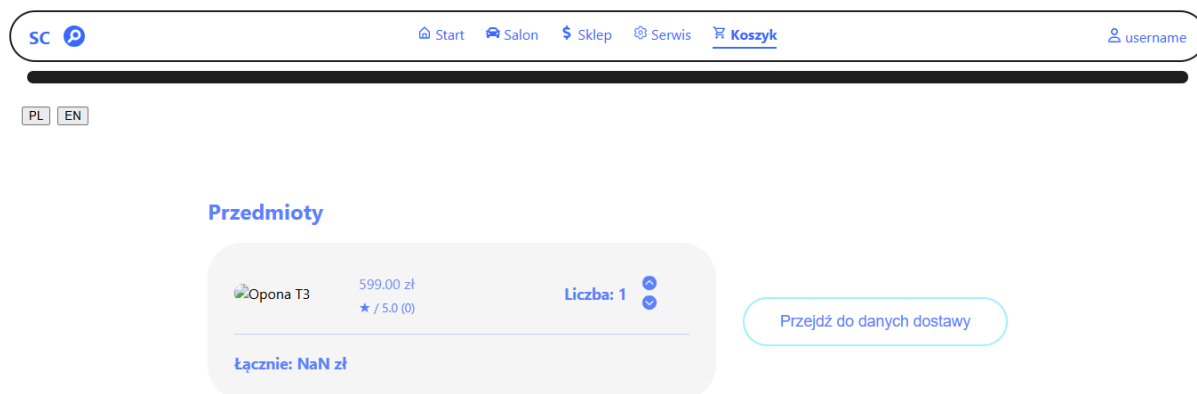 SC Start Salon $ Sklep Serwis Koszyk username
PL EN
Przedmioty
Opona T3
599.00 zł
★ / 5.0 (0)
Liczba: 1
Przejdź do danych dostawy
Łącznie: NaN zł